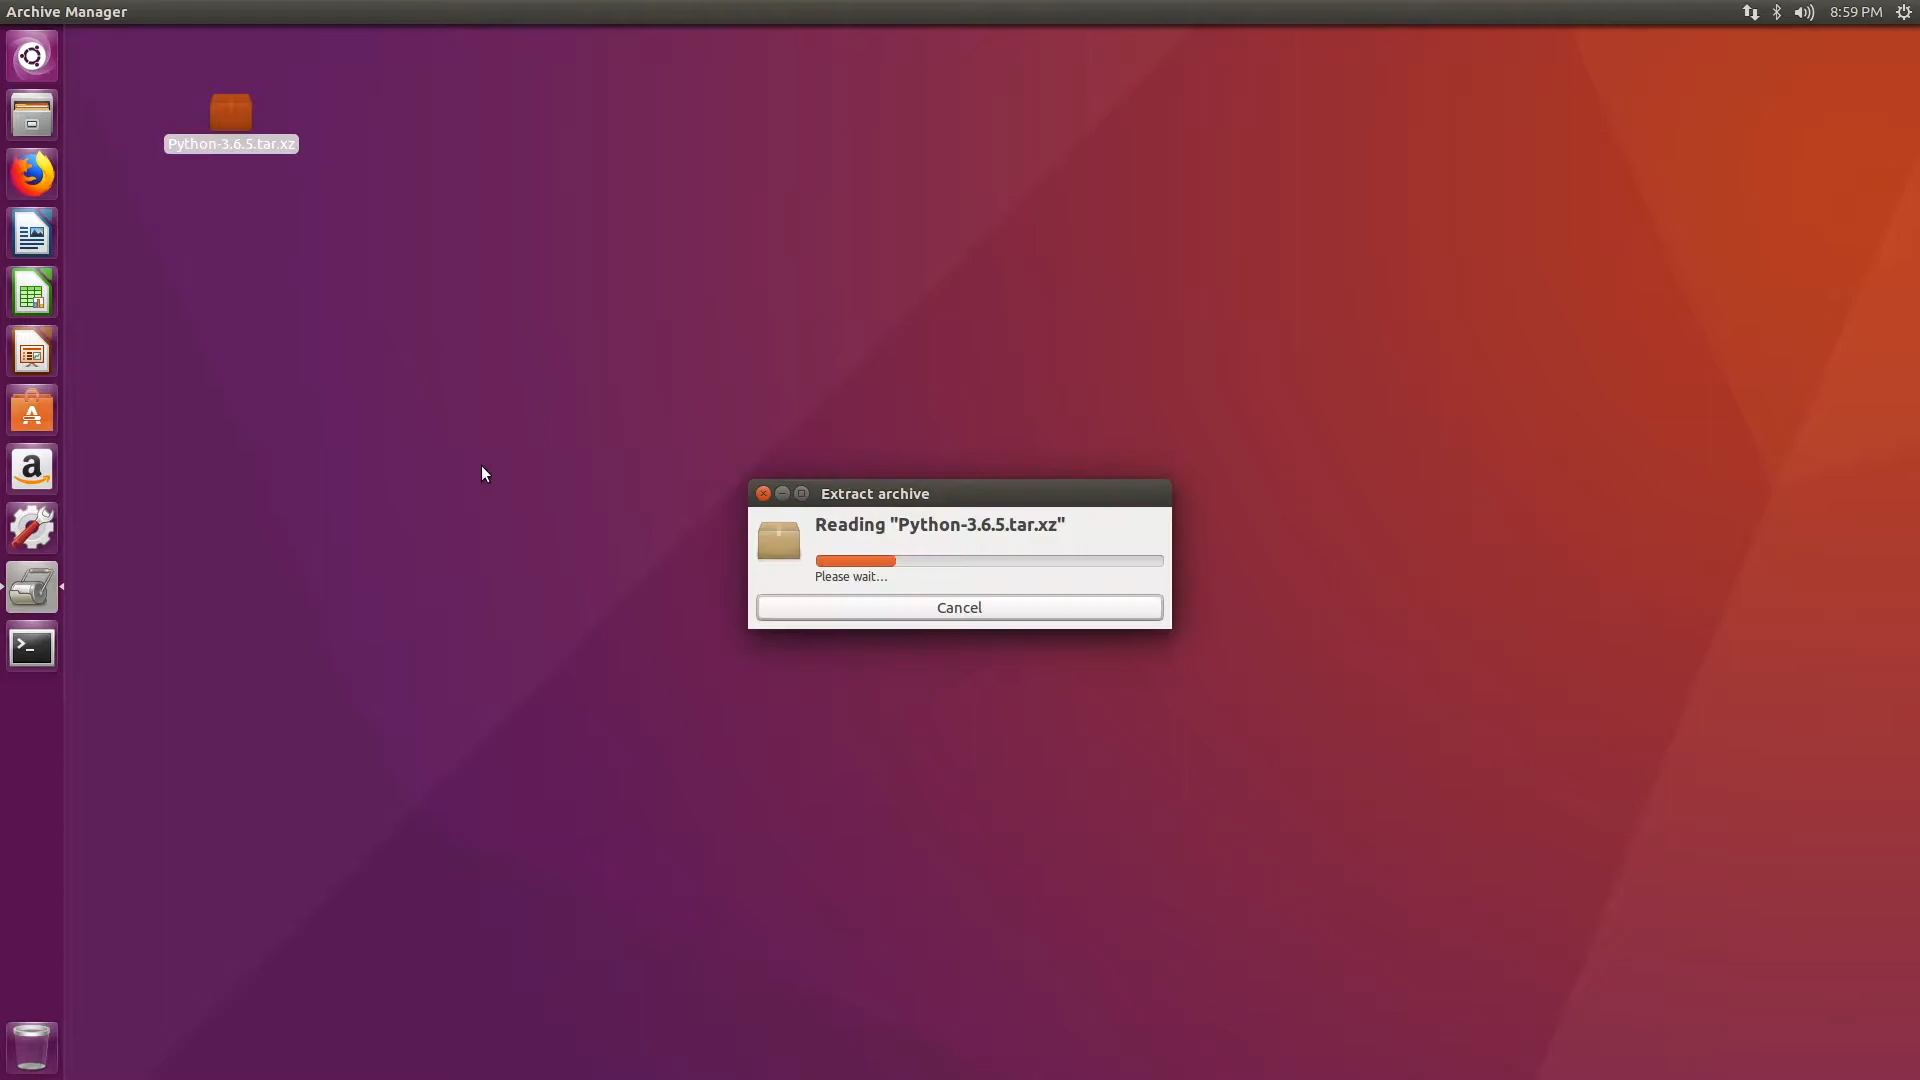 Archive Manager
8:59 PM
Python-3.6.5.tar.xz
Extract archive
Reading "Python-3.6.5.tar.xz"
Please wait...
Cancel